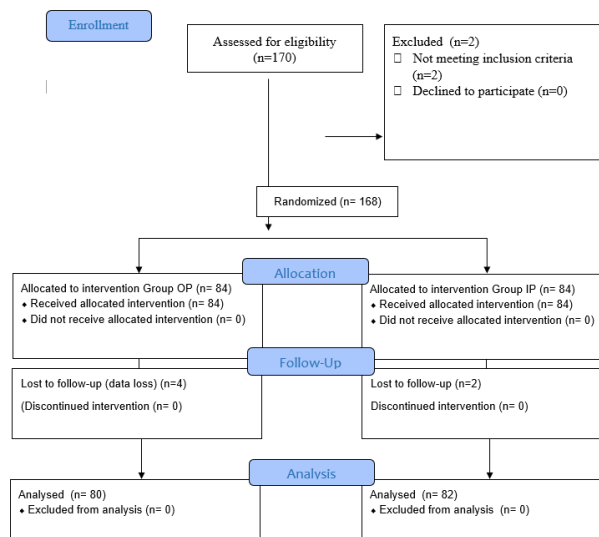 Enrollment
Assessed for eligibility
(n=170)
Excluded (n=2)
☐ Not meeting inclusion criteria
(n=2)
☐ Declined to participate (n=0)
Randomized (n= 168)
Allocation
Allocated to intervention Group OP (n= 84)
♦ Received allocated intervention (n= 84)
♦ Did not receive allocated intervention (n= 0)
Allocated to intervention Group IP (n= 84)
♦ Received allocated intervention (n= 84)
♦ Did not receive allocated intervention (n= 0)
Follow-Up
Lost to follow-up (data loss) (n=4)
(Discontinued intervention (n= 0)
Lost to follow-up (n=2)
Discontinued intervention (n= 0)
Analysis
Analysed (n= 80)
♦ Excluded from analysis (n= 0)
Analysed (n= 82)
♦ Excluded from analysis (n= 0)